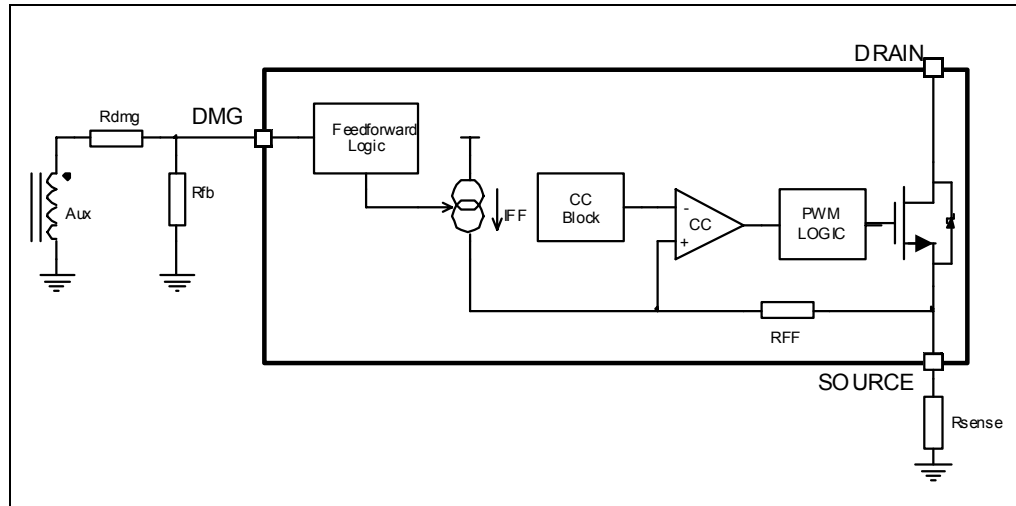 DRAIN
DMG
Rdmg
Feedforward
Logic
Rfb
Aux
IFF
CC
Block
-
+
CC
PWM
LOGIC
RFF
SOURCE
Rsense